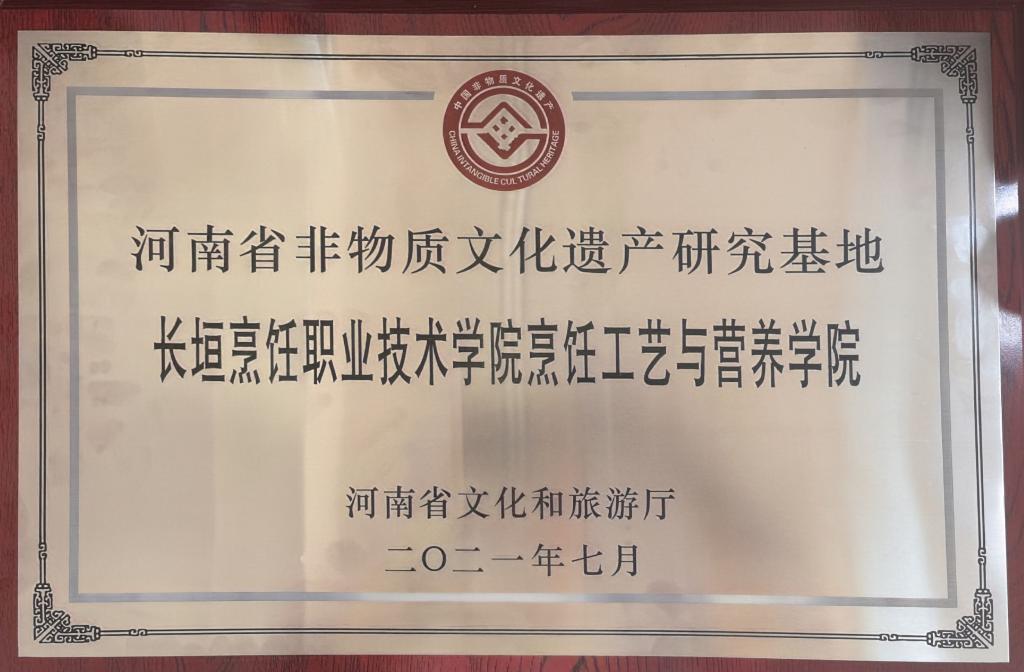 中国非物质文化遗产
CHINA INTANGIBLE CULTURAL HERITAGE
河南省非物质文化遗产研究基地
长垣烹饪职业技术学院烹饪工艺与营养学院
河南省文化和旅游厅
二〇二一年七月